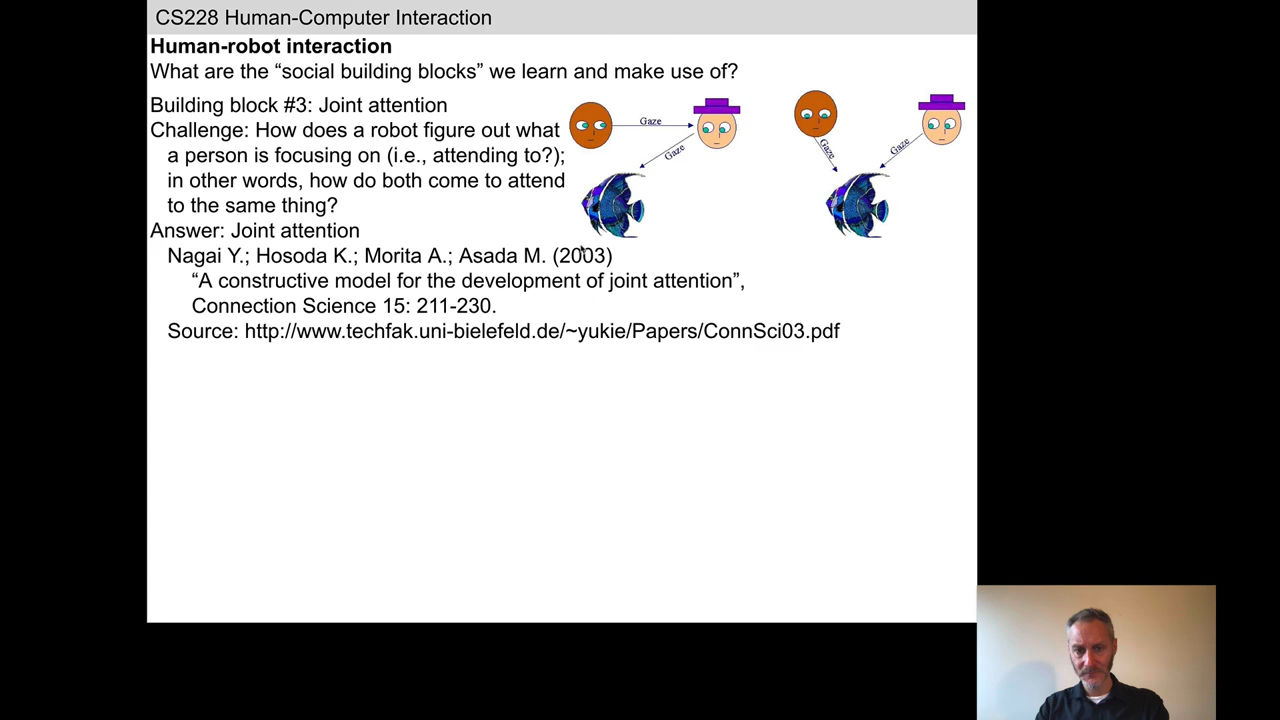 CS228 Human-Computer Interaction
Human-robot interaction
What are the “social building blocks” we learn and make use of?
Building block #3: Joint attention
Challenge: How does a robot figure out what
a person is focusing on (i.e., attending to?);
in other words, how do both come to attend
to the same thing?
Answer: Joint attention
Nagai Y.; Hosoda K.; Morita A.; Asada M. (2003)
“A constructive model for the development of joint attention”,
Connection Science 15: 211-230.
Source: http://www.techfak.uni-bielefeld.de/~yukie/Papers/ConnSci03.pdf
Gaze
Gaze
Gaze
Gaze